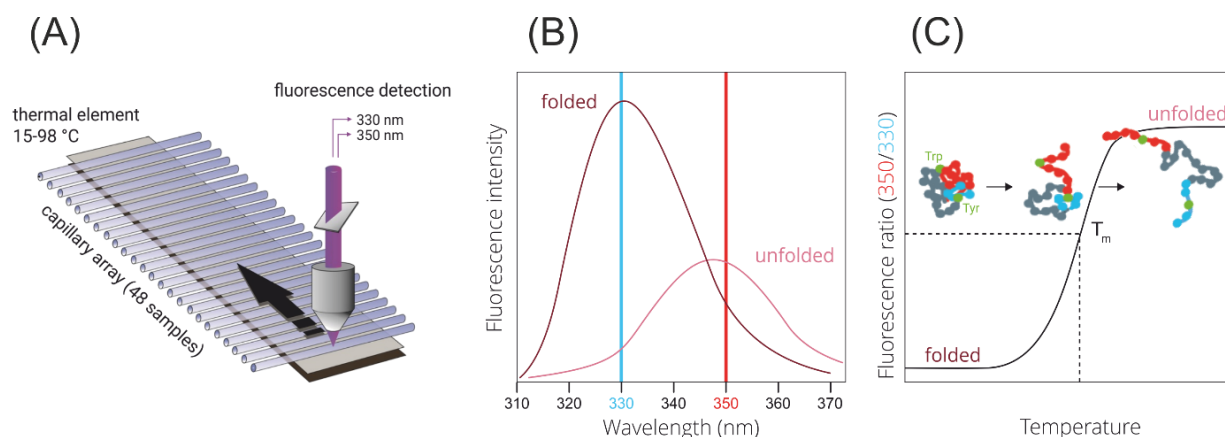 (A)
thermal element
15-98 °C
fluorescence detection
330 nm
350 nm
capillary array (48 samples)
(B)
Fluorescence intensity
folded
unfolded
310 320 330 340 350 360 370
Wavelength (nm)
(C)
Fluorescence ratio (350/330)
unfolded
Trp
Tyr
Tm
folded
Temperature